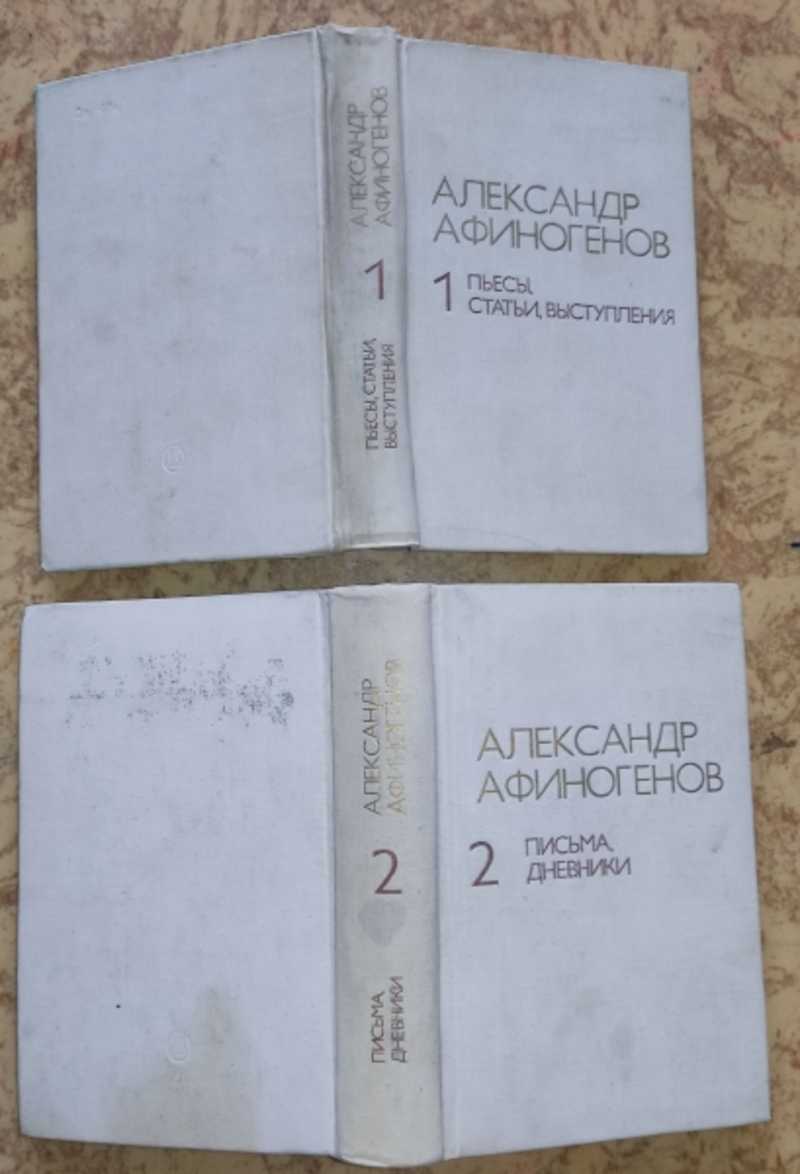 АЛЕКСАНДР
АФИНОГЕНОВ
1
ПЬЕСЫ, СТАТЬИ,
ВЫСТУПЛЕНИЯ
АЛЕКСАНДР
АФИНОГЕНОВ
1 ПЬЕСЫ,
СТАТЬИ, ВЫСТУПЛЕНИЯ
АЛЕКСАНДР
АФИНОГЕНОВ
2
ПИСЬМА,
ДНЕВНИКИ
АЛЕКСАНДР
АФИНОГЕНОВ
2 ПИСЬМА,
ДНЕВНИКИ